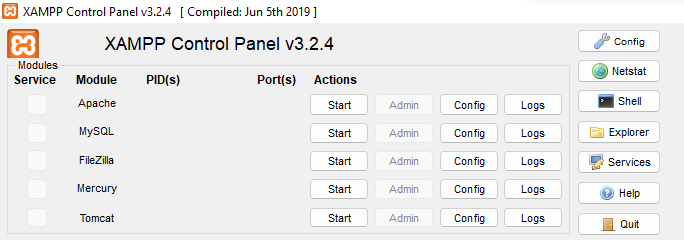 XAMPP Control Panel v3.2.4 [ Compiled: Jun 5th 2019 ]
XAMPP Control Panel v3.2.4
Config
Modules
Service Module PID(s) Port(s) Actions
Netstat
Apache Start Admin Config Logs
Shell
MySQL Start Admin Config Logs
Explorer
FileZilla Start Admin Config Logs
Services
Mercury Start Admin Config Logs
Help
Tomcat Start Admin Config Logs
Quit